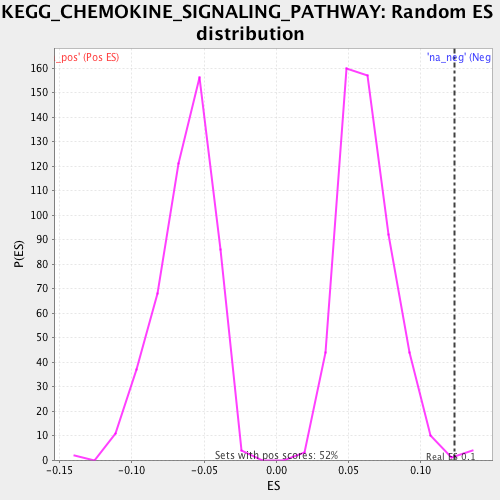 KEGG_CHEMOKINE_SIGNALING_PATHWAY: Random ES
distribution
_pos' (Pos ES)
'na_neg' (Neg
160
150
140
130
120
110
100
90
80
70
60
50
40
30
20
10
0
P(ES)
Sets with pos scores: 52%
Real ES 0.1
-0.15 -0.10 -0.05 0.00 0.05 0.10
ES